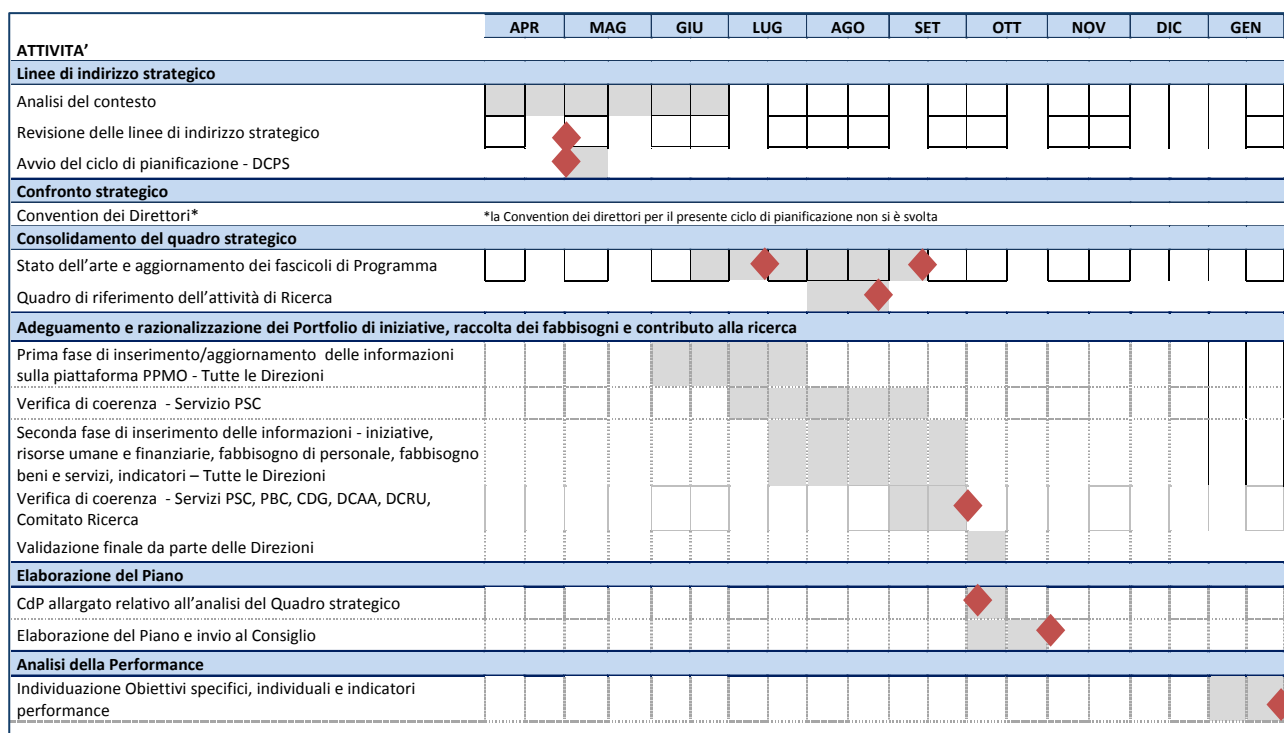 APR MAG GIU LUG AGO SET OTT NOV DIC GEN
ATTIVITA’
Linee di indirizzo strategico
Analisi del contesto
Revisione delle linee di indirizzo strategico
Avvio del ciclo di pianificazione - DCPS
Confronto strategico
Convention dei Direttori* *la Convention dei direttori per il presente ciclo di pianificazione non si è svolta
Consolidamento del quadro strategico
Stato dell’arte e aggiornamento dei fascicoli di Programma
Quadro di riferimento dell’attività di Ricerca
Adeguamento e razionalizzazione dei Portfolio di iniziative, raccolta dei fabbisogni e contributo alla ricerca
Prima fase di inserimento/aggiornamento delle informazioni
sulla piattaforma PPMO - Tutte le Direzioni
Verifica di coerenza - Servizio PSC
Seconda fase di inserimento delle informazioni - iniziative,
risorse umane e finanziarie, fabbisogno di personale, fabbisogno
beni e servizi, indicatori – Tutte le Direzioni
Verifica di coerenza - Servizi PSC, PBC, CDG, DCAA, DCRU,
Comitato Ricerca
Validazione finale da parte delle Direzioni
Elaborazione del Piano
CdP allargato relativo all’analisi del Quadro strategico
Elaborazione del Piano e invio al Consiglio
Analisi della Performance
Individuazione Obiettivi specifici, individuali e indicatori
performance